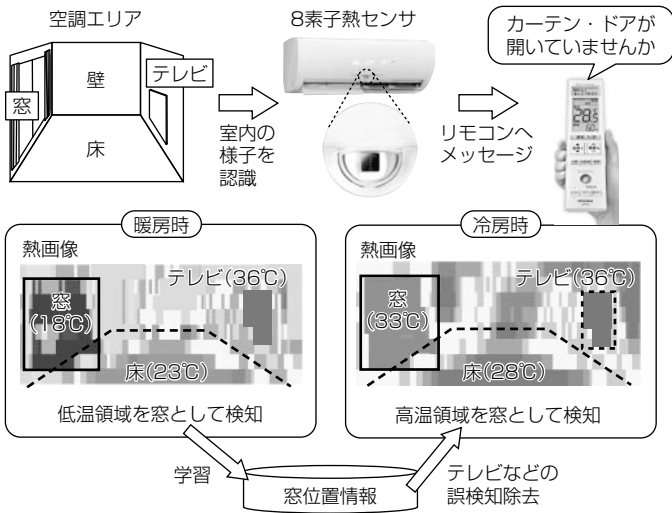 空調エリア
8素子熱センサ
カーテン・ドアが
開いていませんか
窓
壁
テレビ
床
室内の
様子を
認識
リモコンへ
メッセージ
暖房時
熱画像
テレビ(36℃)
窓
(18℃)
床(23℃)
低温領域を窓として検知
冷房時
熱画像
テレビ(36℃)
窓
(33℃)
床(28℃)
高温領域を窓として検知
学習
窓位置情報
テレビなどの
誤検知除去